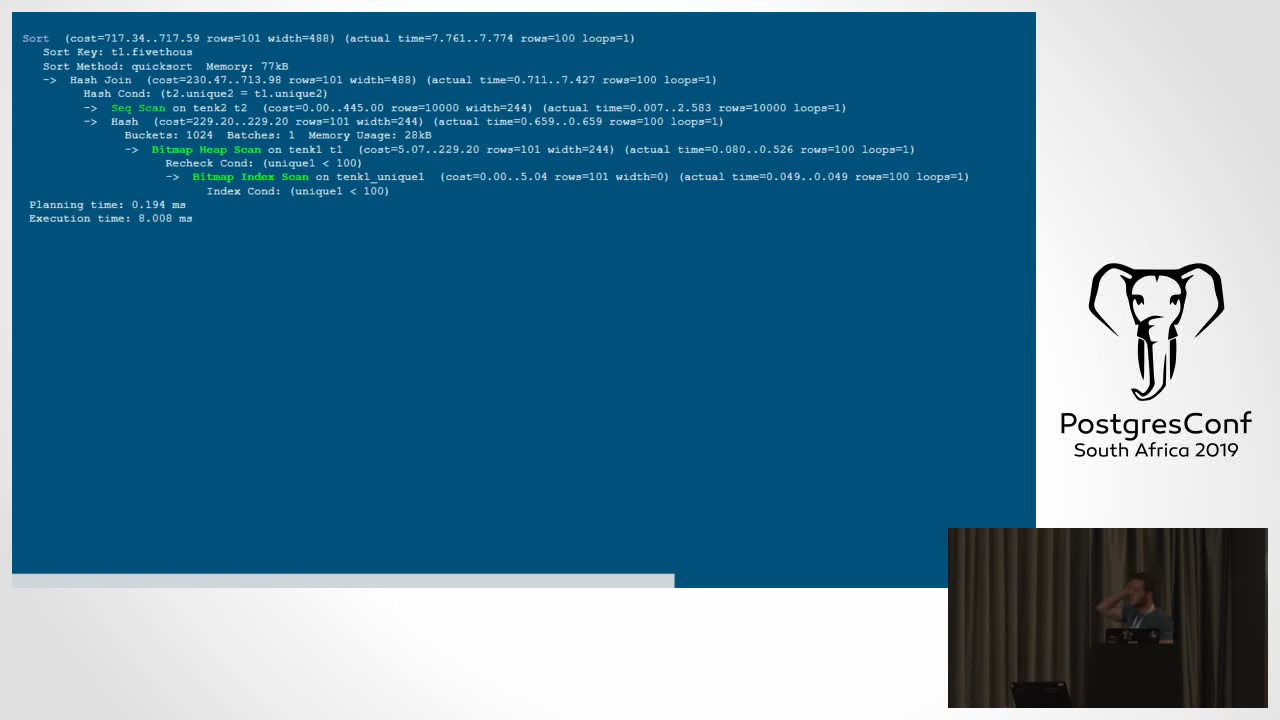 Sort  (cost=717.34..717.59 rows=101 width=488) (actual time=7.761..7.774 rows=100 loops=1)
Sort Key: t1.fivethous
Sort Method: quicksort  Memory: 77kB
->  Hash Join  (cost=230.47..713.98 rows=101 width=488) (actual time=0.711..7.427 rows=100 loops=1)
Hash Cond: (t2.unique2 = t1.unique2)
->  Seq Scan on tenk2 t2  (cost=0.00..445.00 rows=10000 width=244) (actual time=0.007..2.583 rows=10000 loops=1)
->  Hash  (cost=229.20..229.20 rows=101 width=244) (actual time=0.659..0.659 rows=100 loops=1)
Buckets: 1024  Batches: 1  Memory Usage: 28kB
->  Bitmap Heap Scan on tenk1 t1  (cost=5.07..229.20 rows=101 width=244) (actual time=0.080..0.526 rows=100 loops=1)
Recheck Cond: (unique1 < 100)
->  Bitmap Index Scan on tenk1_unique1  (cost=0.00..5.04 rows=101 width=0) (actual time=0.049..0.049 rows=100 loops=1)
Index Cond: (unique1 < 100)
Planning time: 0.194 ms
Execution time: 8.008 ms
PostgresConf
South Africa 2019